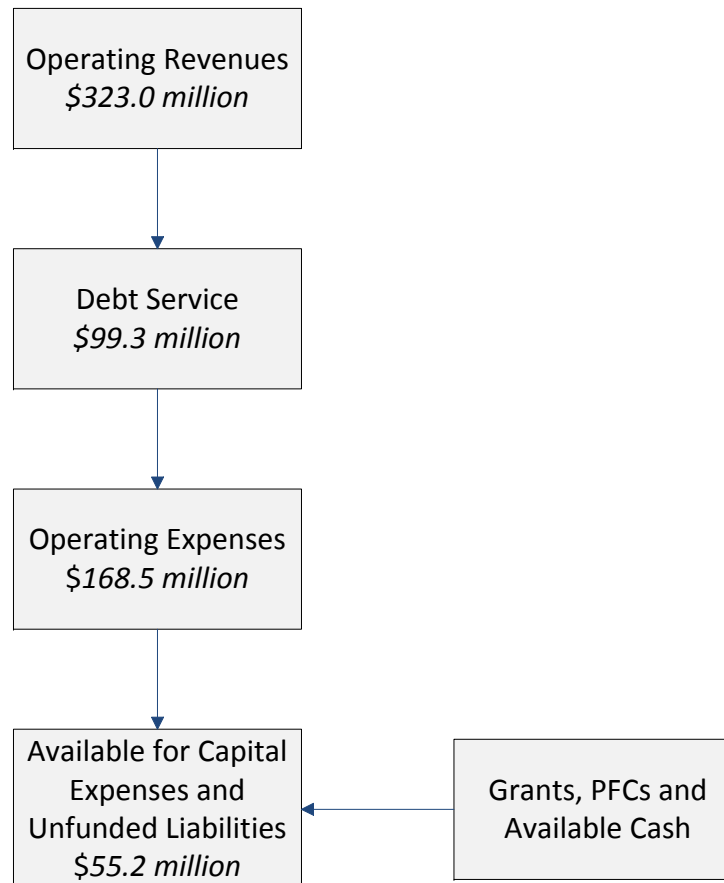 Operating Revenues
$323.0 million
Debt Service
$99.3 million
Operating Expenses
$168.5 million
Available for Capital
Expenses and
Unfunded Liabilities
$55.2 million
Grants, PFCs and
Available Cash